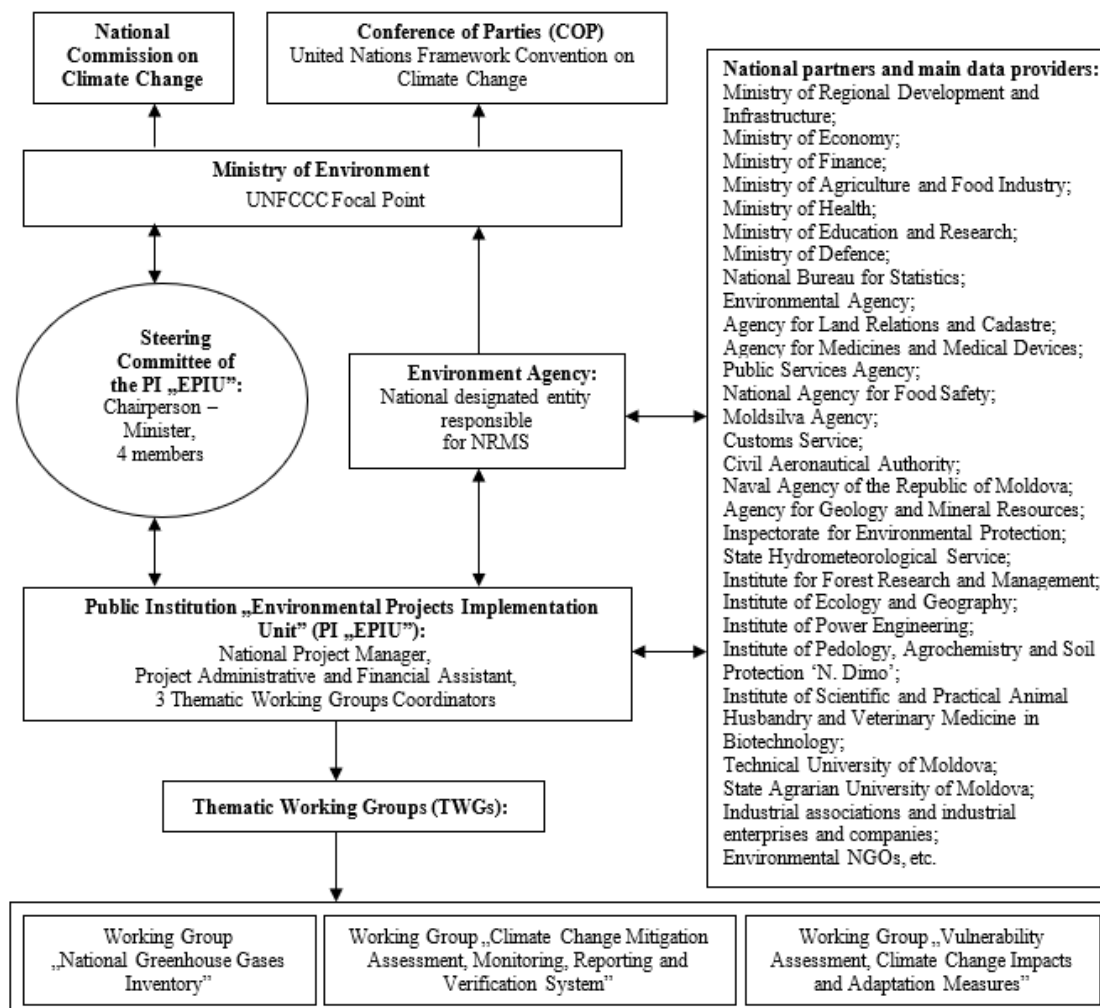 National
Commission on
Climate Change
Conference of Parties (COP)
United Nations Framework Convention on
Climate Change
Ministry of Environment
UNFCCC Focal Point
Steering
Committee of
the PI „EPIU”:
Chairperson –
Minister,
4 members
Environment Agency:
National designated entity
responsible
for NRMS
Public Institution „Environmental Projects Implementation
Unit” (PI „EPIU”):
National Project Manager,
Project Administrative and Financial Assistant,
3 Thematic Working Groups Coordinators
Thematic Working Groups (TWGs):
Working Group
„National Greenhouse Gases
Inventory”
Working Group „Climate Change Mitigation
Assessment, Monitoring, Reporting and
Verification System”
Working Group „Vulnerability
Assessment, Climate Change Impacts
and Adaptation Measures”
National partners and main data providers:
Ministry of Regional Development and
Infrastructure;
Ministry of Economy;
Ministry of Finance;
Ministry of Agriculture and Food Industry;
Ministry of Health;
Ministry of Education and Research;
Ministry of Defence;
National Bureau for Statistics;
Environmental Agency;
Agency for Land Relations and Cadastre;
Agency for Medicines and Medical Devices;
Public Services Agency;
National Agency for Food Safety;
Moldsilva Agency;
Customs Service;
Civil Aeronautical Authority;
Naval Agency of the Republic of Moldova;
Agency for Geology and Mineral Resources;
Inspectorate for Environmental Protection;
State Hydrometeorological Service;
Institute for Forest Research and Management;
Institute of Ecology and Geography;
Institute of Power Engineering;
Institute of Pedology, Agrochemistry and Soil
Protection ‘N. Dimo’;
Institute of Scientific and Practical Animal
Husbandry and Veterinary Medicine in
Biotechnology;
Technical University of Moldova;
State Agrarian University of Moldova;
Industrial associations and industrial
enterprises and companies;
Environmental NGOs, etc.